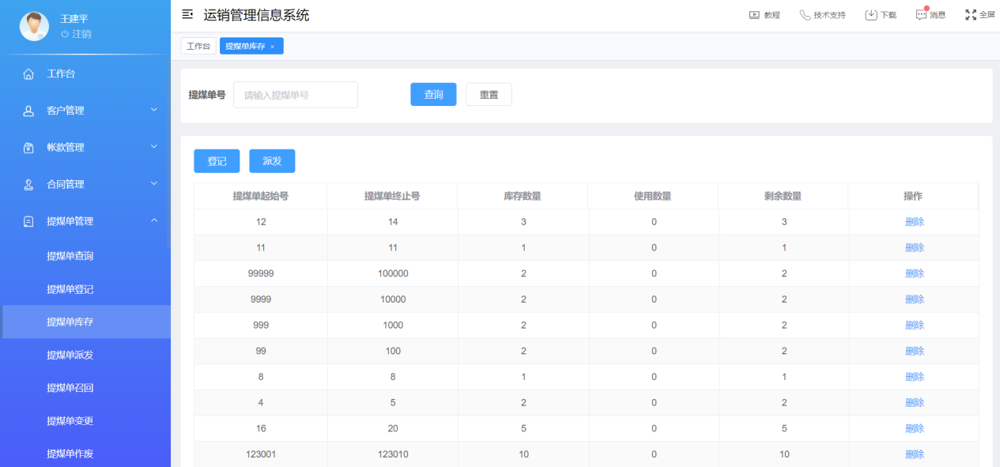 王建平
注销
工作台
客户管理
帐款管理
合同管理
提煤单管理
提煤单查询
提煤单登记
提煤单库存
提煤单派发
提煤单召回
提煤单变更
提煤单作废
运销管理信息系统
教程 技术支持 下载 消息 全屏
工作台 提煤单库存 ×
提煤单号 请输入提煤单号 查询 重置
登记 派发
提煤单起始号 提煤单终止号 库存数量 使用数量 剩余数量 操作
12 14 3 0 3 删除
11 11 1 0 1 删除
99999 100000 2 0 2 删除
9999 10000 2 0 2 删除
999 1000 2 0 2 删除
99 100 2 0 2 删除
8 8 1 0 1 删除
4 5 2 0 2 删除
16 20 5 0 5 删除
123001 123010 10 0 10 删除